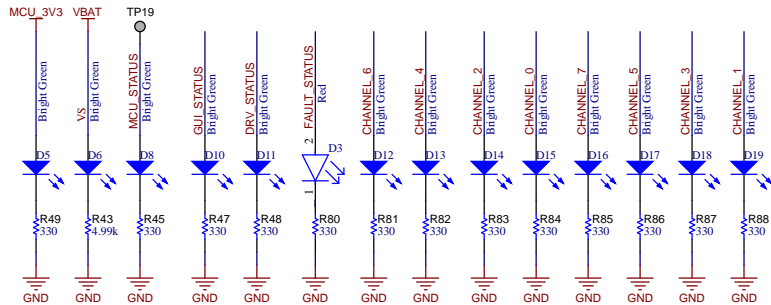 MCU_3V3 VBAT TP19
Bright Green
VS
Bright Green
MCU_STATUS
Bright Green
GUI_STATUS
Bright Green
DRV_STATUS
Bright Green
FAULT_STATUS
Red
CHANNEL_6
Bright Green
CHANNEL_4
Bright Green
CHANNEL_2
Bright Green
CHANNEL_0
Bright Green
CHANNEL_7
Bright Green
CHANNEL_5
Bright Green
CHANNEL_3
Bright Green
CHANNEL_1
Bright Green
2
D5 D6 D8 D10 D11 D3 D12 D13 D14 D15 D16 D17 D18 D19
1
R49 R43 R45 R47 R48 R80 R81 R82 R83 R84 R85 R86 R87 R88
330 4.99k 330 330 330 330 330 330 330 330 330 330 330 330
GND GND GND GND GND GND GND GND GND GND GND GND GND GND